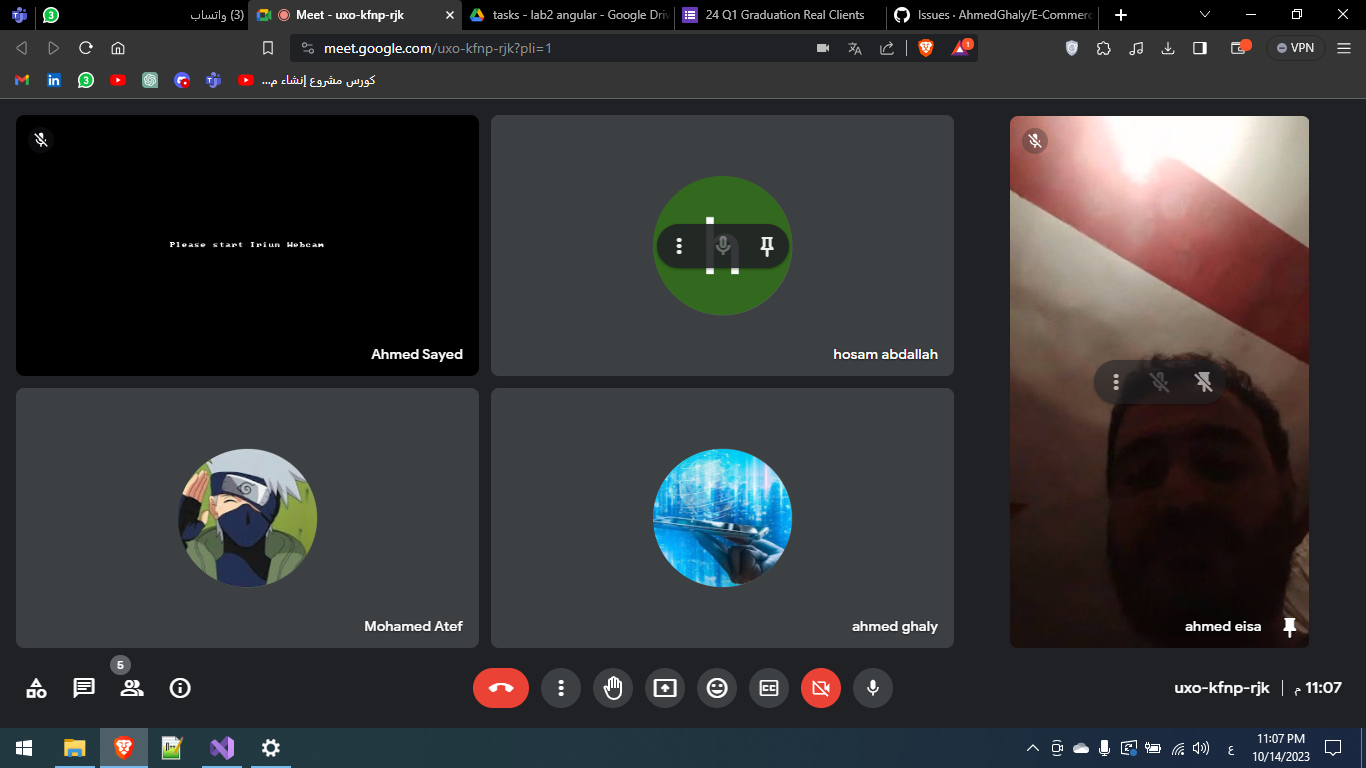 (3) واتساب
Meet - uxo-kfnp-rjk
tasks - lab2 angular - Google Driv
24 Q1 Graduation Real Clients
Issues · AhmedGhaly/E-Commerc
meet.google.com/uxo-kfnp-rjk?pli=1
1
VPN
3
كورس مشروع إنشاء م...
Please start Iriun Webcam
Ahmed Sayed
h
hosam abdallah
Mohamed Atef
ahmed ghaly
ahmed eisa
5
CC
uxo-kfnp-rjk | م 11:07
ع
11:07 PM
10/14/2023